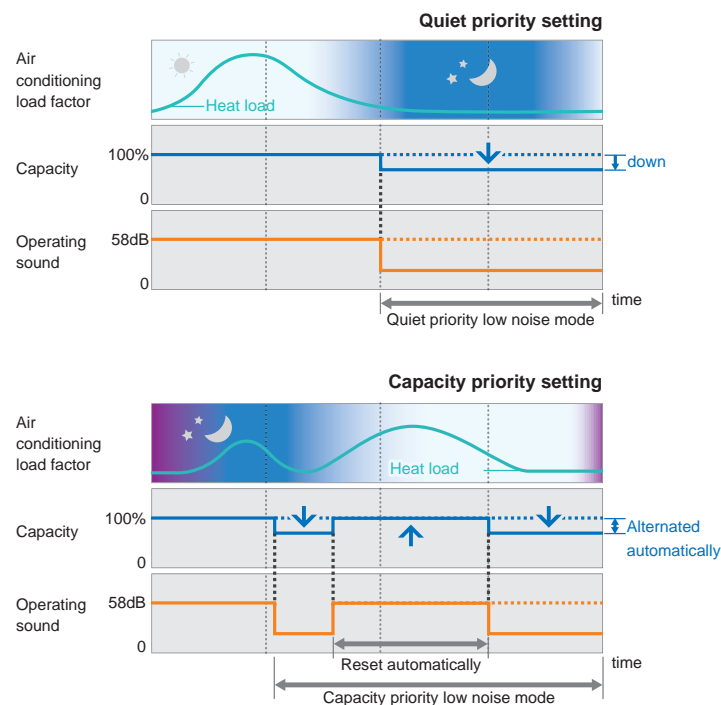 Quiet priority setting
Air
conditioning
load factor
Heat load
Capacity
100%
0
down
Operating
sound
58dB
0
time
Quiet priority low noise mode
Capacity priority setting
Air
conditioning
load factor
Heat load
Capacity
100%
0
Alternated
automatically
Operating
sound
58dB
0
Reset automatically
time
Capacity priority low noise mode